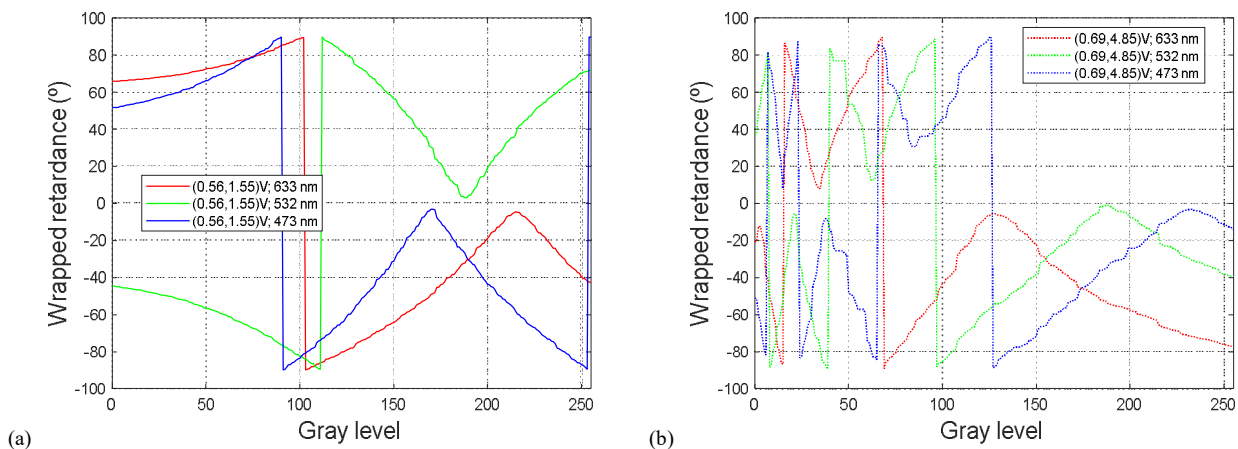 100
80
60
40
20
0
-20
-40
-60
-80
-100
Wrapped retardance (º)
(0.56,1.55)V; 633 nm
(0.56,1.55)V; 532 nm
(0.56,1.55)V; 473 nm
0 50 100 150 200 250
Gray level
(a)
100
80
60
40
20
0
-20
-40
-60
-80
-100
Wrapped retardance (º)
(0.69,4.85)V; 633 nm
(0.69,4.85)V; 532 nm
(0.69,4.85)V; 473 nm
0 50 100 150 200 250
Gray level
(b)